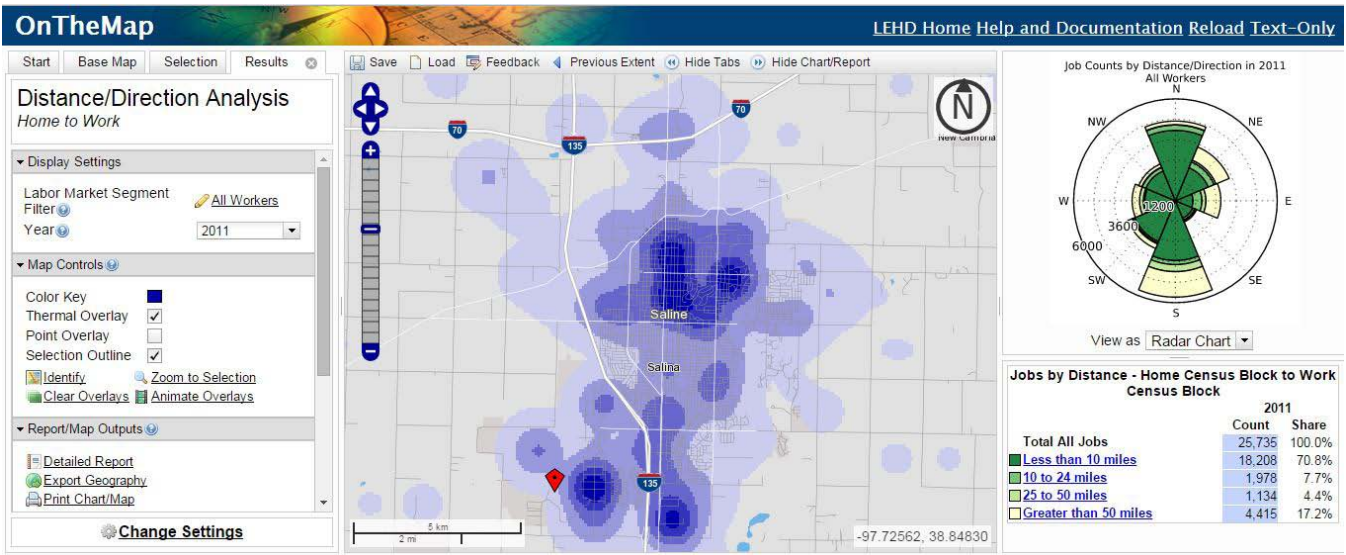 OnTheMap
LEHD Home Help and Documentation Reload Text-Only
Start Base Map Selection Results
Save Load Feedback Previous Extent Hide Tabs Hide Chart/Report
Distance/Direction Analysis
Home to Work
Display Settings
Labor Market Segment
Filter All Workers
Year 2011
Map Controls
Color Key
Thermal Overlay
Point Overlay
Selection Outline
Identify Zoom to Selection
Clear Overlays Animate Overlays
Report/Map Outputs
Detailed Report
Export Geography
Print Chart/Map
Change Settings
70
70
135
N
New Cambria
Saline
Salina
135
5 km
2 mi
-97.72562, 38.84830
Job Counts by Distance/Direction in 2011
All Workers
N
NW NE
W E
1200
3600
6000
SW SE
S
View as Radar Chart
Jobs by Distance - Home Census Block to Work
Census Block
2011
Count Share
Total All Jobs 25,735 100.0%
Less than 10 miles 18,208 70.8%
10 to 24 miles 1,978 7.7%
25 to 50 miles 1,134 4.4%
Greater than 50 miles 4,415 17.2%